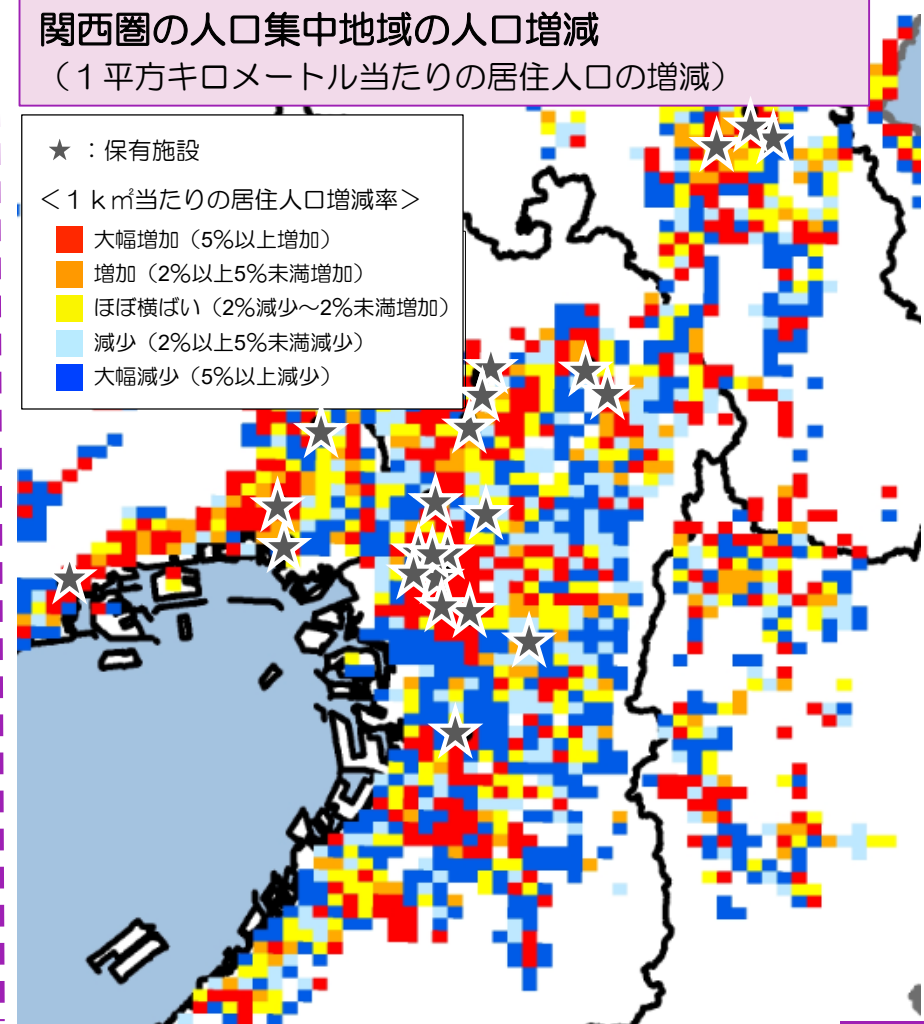 関西圏の人口集中地域の人口増減
（１平方キロメートル当たりの居住人口の増減）
★ ：保有施設
＜１ｋ㎡当たりの居住人口増減率＞
大幅増加（5%以上増加）
増加（2%以上5%未満増加）
ほぼ横ばい（2%減少～2%未満増加）
減少（2%以上5%未満減少）
大幅減少（5%以上減少）